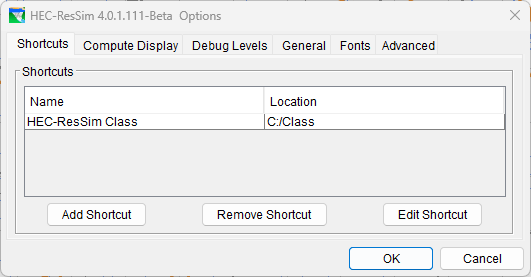 HEC-ResSim 4.0.1.111-Beta Options
Shortcuts Compute Display Debug Levels General Fonts Advanced
Shortcuts
Name Location
HEC-ResSim Class C:/Class
Add Shortcut Remove Shortcut Edit Shortcut
OK Cancel